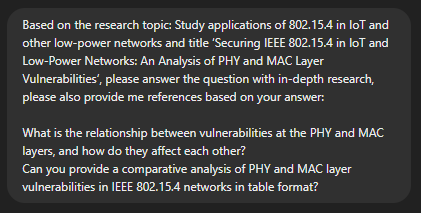 Based on the research topic: Study applications of 802.15.4 in IoT and
other low-power networks and title 'Securing IEEE 802.15.4 in IoT and
Low-Power Networks: An Analysis of PHY and MAC Layer
Vulnerabilities', please answer the question with in-depth research,
please also provide me references based on your answer:
What is the relationship between vulnerabilities at the PHY and MAC
layers, and how do they affect each other?
Can you provide a comparative analysis of PHY and MAC layer
vulnerabilities in IEEE 802.15.4 networks in table format?